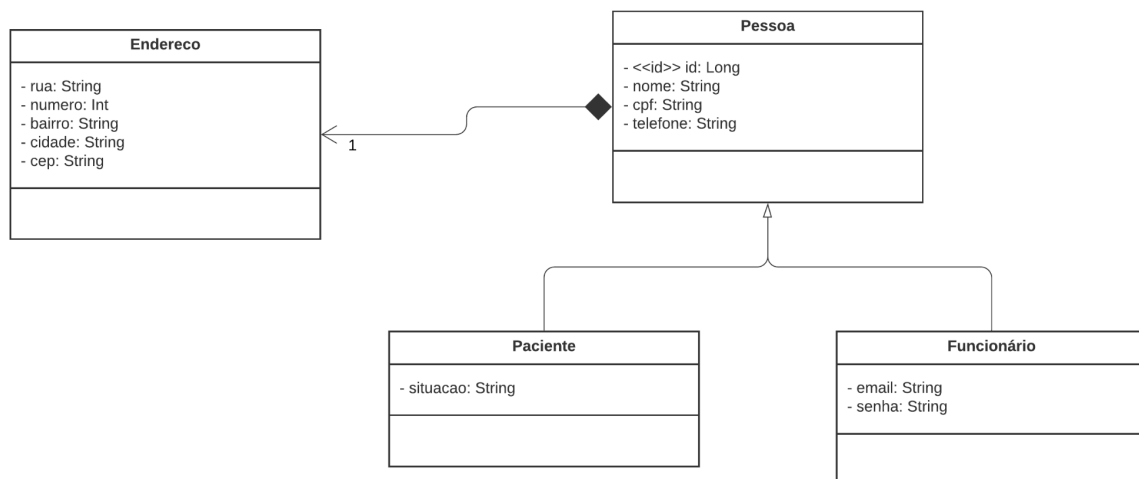 Endereco
- rua: String
- numero: Int
- bairro: String
- cidade: String
- cep: String
1
Pessoa
- <<id>> id: Long
- nome: String
- cpf: String
- telefone: String
Paciente
- situacao: String
Funcionário
- email: String
- senha: String